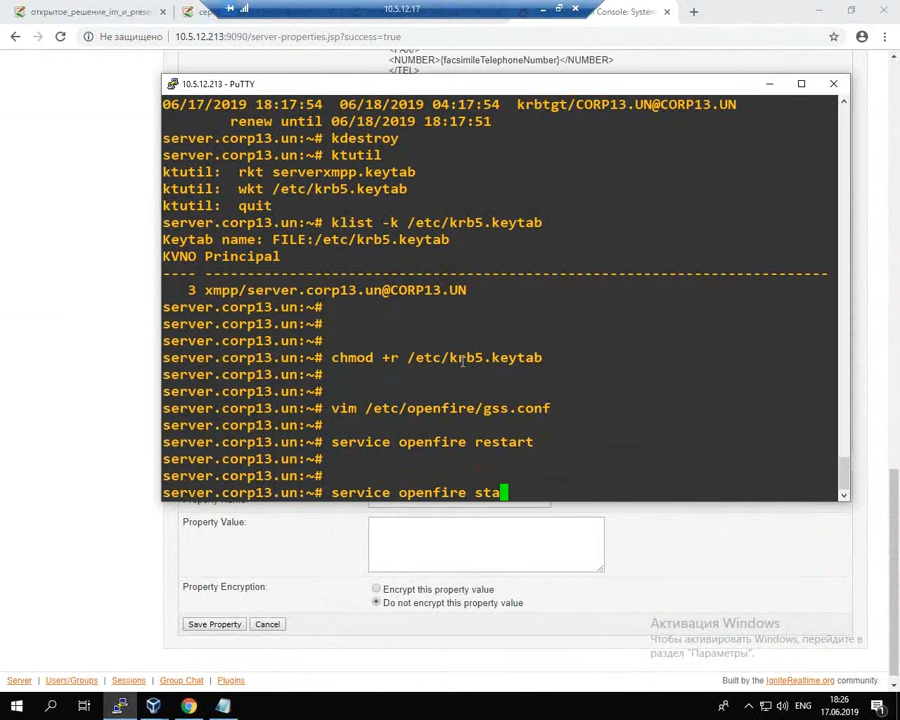 открытое_решение_im_и_presen
сер
10.5.12.17
Console: System
Не защищено
10.5.12.213:9090/server-properties.jsp?success=true
<NUMBER>{facsimileTelephoneNumber}</NUMBER>
</TEL>
10.5.12.213 - PuTTY
06/17/2019 18:17:54  06/18/2019 04:17:54  krbtgt/CORP13.UN@CORP13.UN
renew until 06/18/2019 18:17:51
server.corp13.un:~# kdestroy
server.corp13.un:~# ktutil
ktutil:  rkt serverxmpp.keytab
ktutil:  wkt /etc/krb5.keytab
ktutil:  quit
server.corp13.un:~# klist -k /etc/krb5.keytab
Keytab name: FILE:/etc/krb5.keytab
KVNO Principal
---- --------------------------------------------------------------------------
3 xmpp/server.corp13.un@CORP13.UN
server.corp13.un:~#
server.corp13.un:~#
server.corp13.un:~#
server.corp13.un:~# chmod +r /etc/krb5.keytab
server.corp13.un:~#
server.corp13.un:~#
server.corp13.un:~# vim /etc/openfire/gss.conf
server.corp13.un:~#
server.corp13.un:~# service openfire restart
server.corp13.un:~#
server.corp13.un:~#
server.corp13.un:~# service openfire sta
Property Value:
Property Encryption:
Encrypt this property value
Do not encrypt this property value
Save Property
Cancel
Активация Windows
Чтобы активировать Windows, перейдите в
раздел "Параметры".
Server | Users/Groups | Sessions | Group Chat | Plugins
Built by the IgniteRealtime.org community.
ENG
18:26
17.06.2019
1